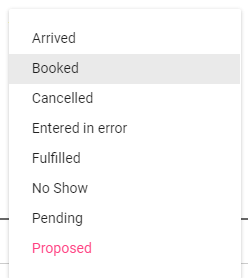 Arrived
Booked
Cancelled
Entered in error
Fulfilled
No Show
Pending
Proposed